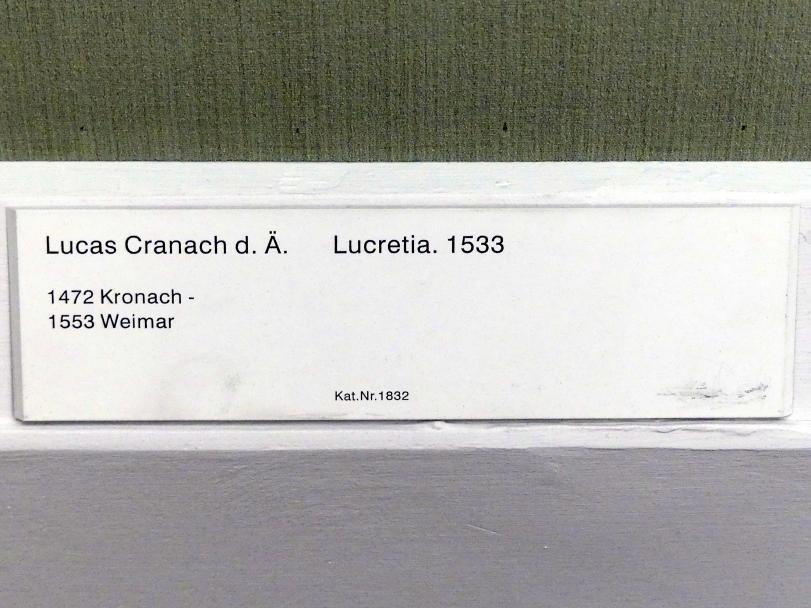 Lucas Cranach d. Ä. Lucretia. 1533
1472 Kronach -
1553 Weimar
Kat.Nr.1832